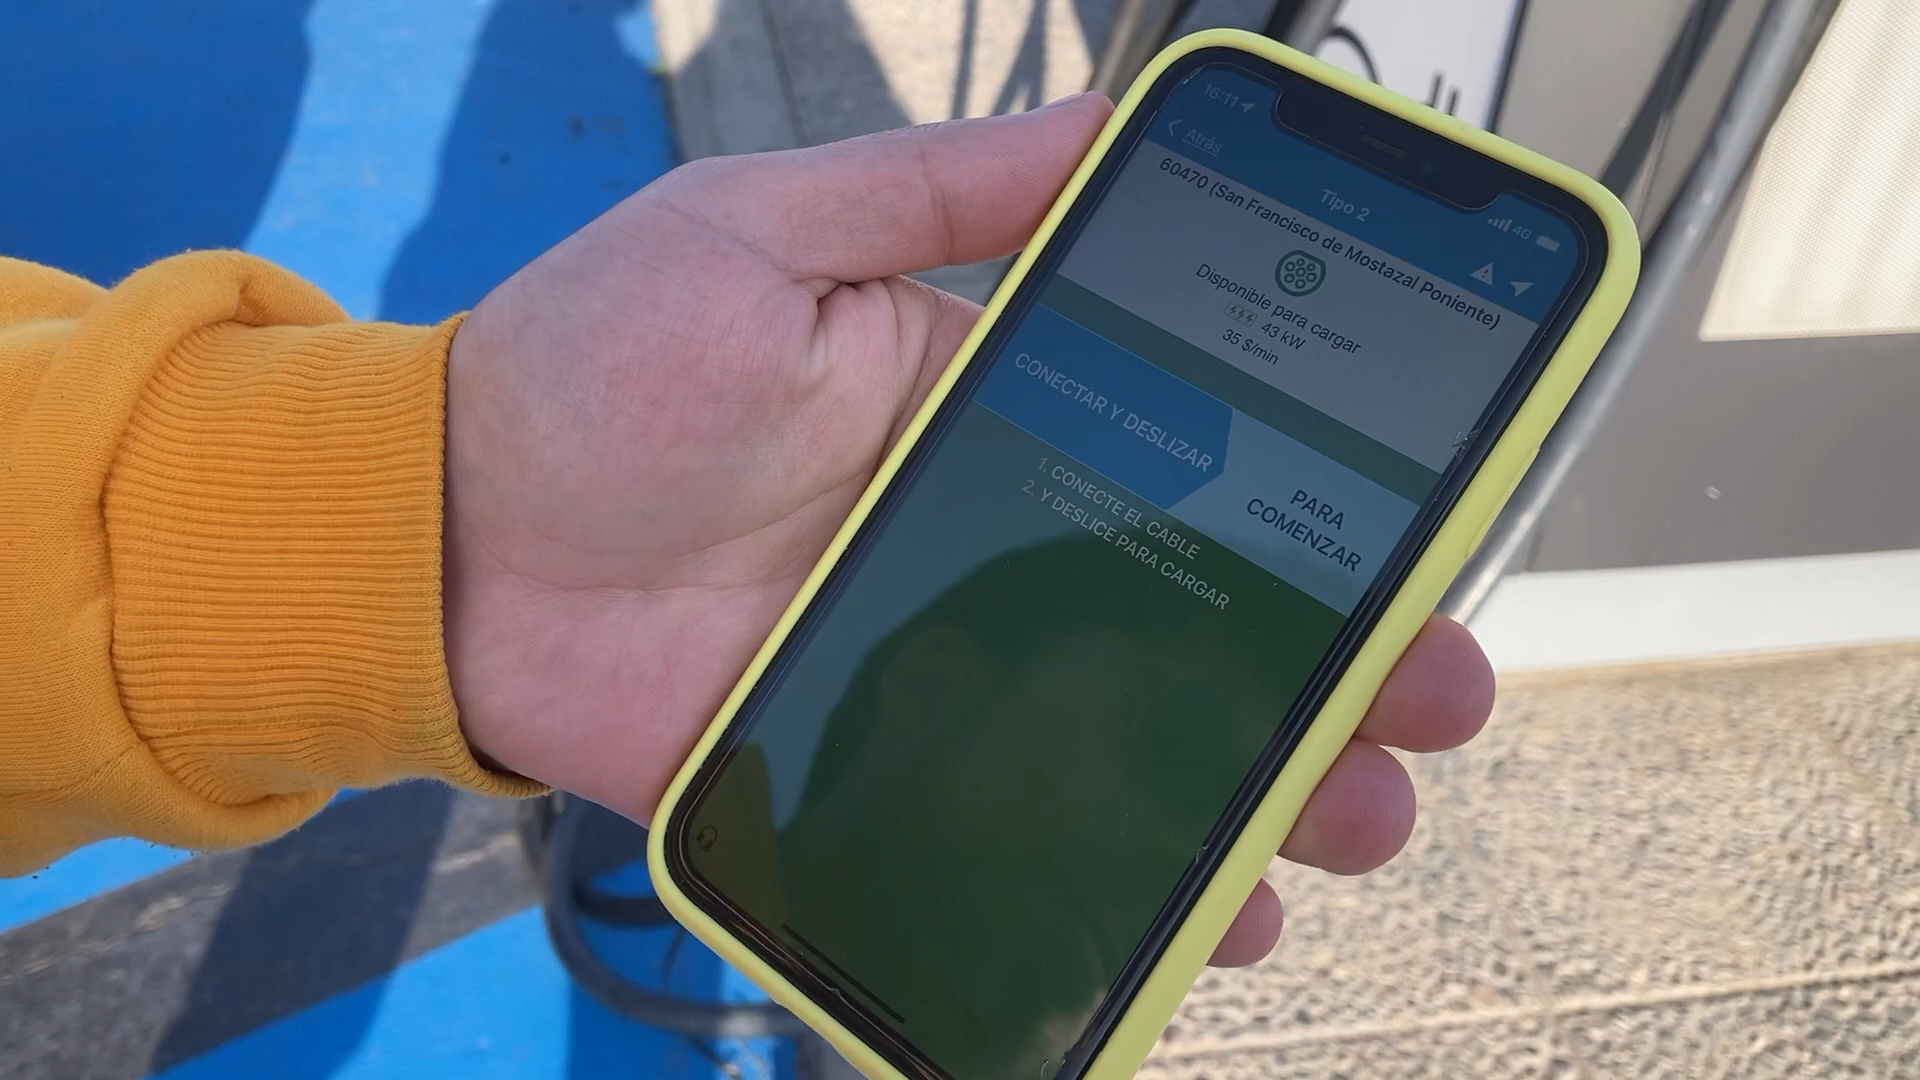 16:11
4G
Atrás
Tipo 2
60470 (San Francisco de Mostazal Poniente)
Disponible para cargar
43 kW
35 $/min
CONECTAR Y DESLIZAR
PARA
COMENZAR
1. CONECTE EL CABLE
2. Y DESLICE PARA CARGAR